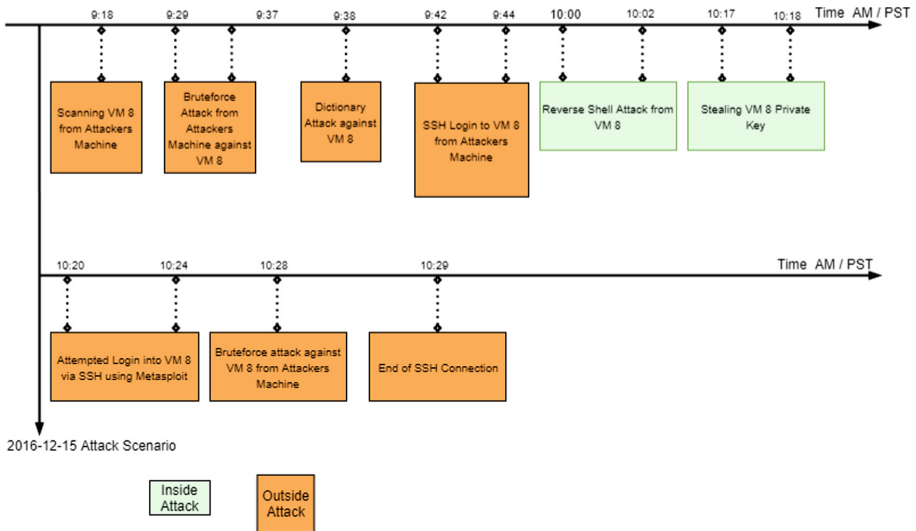 9:18 9:29 9:37 9:38 9:42 9:44 10:00 10:02 10:17 10:18 Time AM / PST
Scanning VM 8
from Attackers
Machine
Bruteforce
Attack from
Attackers
Machine against
VM 8
Dictionary
Attack against
VM 8
SSH Login to VM 8
from Attackers
Machine
Reverse Shell Attack from
VM 8
Stealing VM 8 Private
Key
10:20 10:24 10:28 10:29 Time AM / PST
Attempted Login into VM 8
via SSH using Metasploit
Bruteforce attack against
VM 8 from Attackers
Machine
End of SSH Connection
2016-12-15 Attack Scenario
Inside
Attack
Outside
Attack